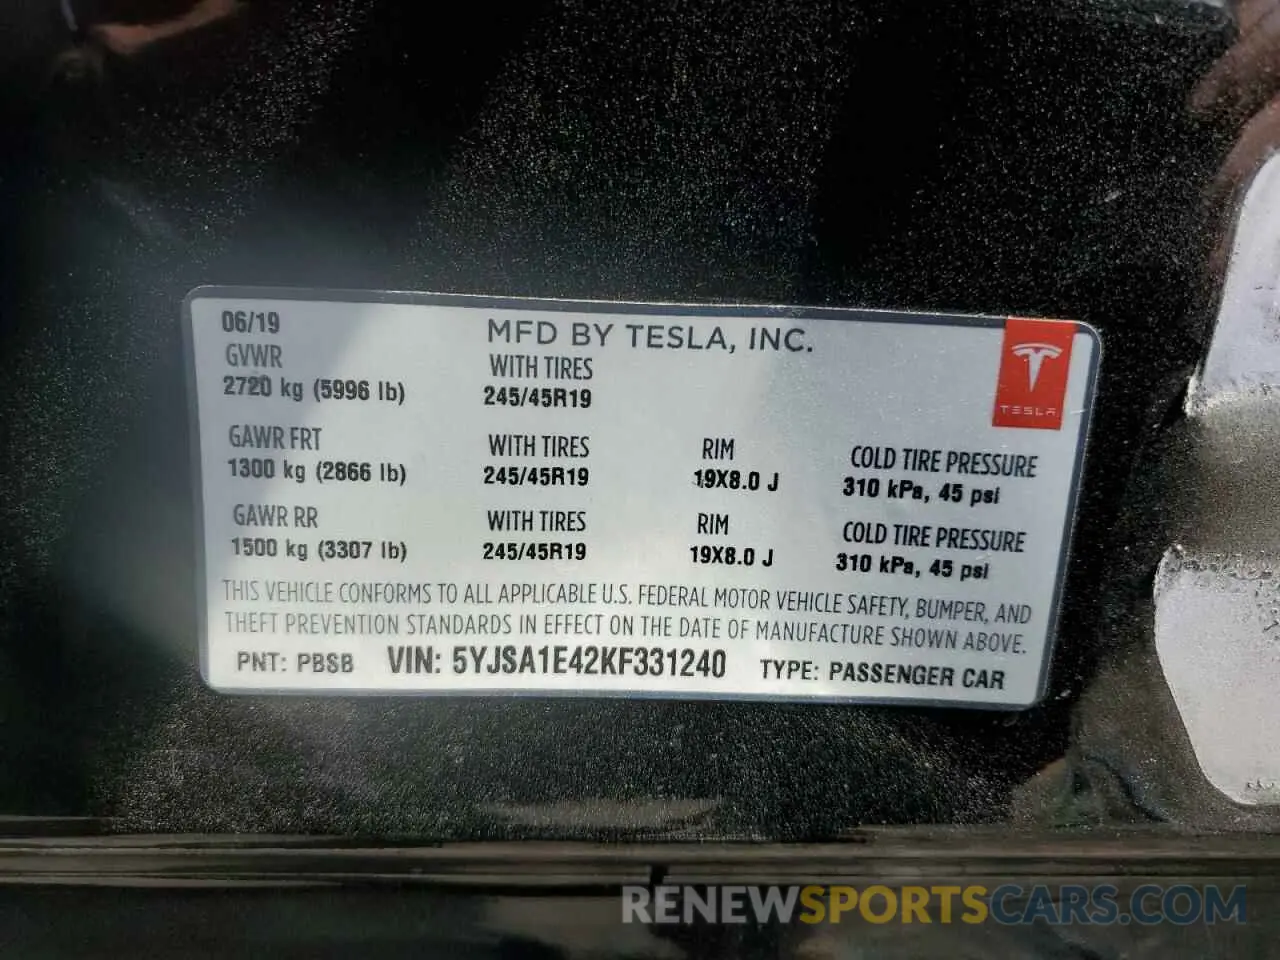 06/19 MFD BY TESLA, INC.
GVWR WITH TIRES
2720 kg (5996 lb) 245/45R19
TESLA
GAWR FRT WITH TIRES RIM COLD TIRE PRESSURE
1300 kg (2866 lb) 245/45R19 19X8.0 J 310 kPa, 45 psi
GAWR RR WITH TIRES RIM COLD TIRE PRESSURE
1500 kg (3307 lb) 245/45R19 19X8.0 J 310 kPa, 45 psi
THIS VEHICLE CONFORMS TO ALL APPLICABLE U.S. FEDERAL MOTOR VEHICLE SAFETY, BUMPER, AND
THEFT PREVENTION STANDARDS IN EFFECT ON THE DATE OF MANUFACTURE SHOWN ABOVE.
PNT: PBSB VIN: 5YJSA1E42KF331240 TYPE: PASSENGER CAR
RENEWSPORTSCARS.COM